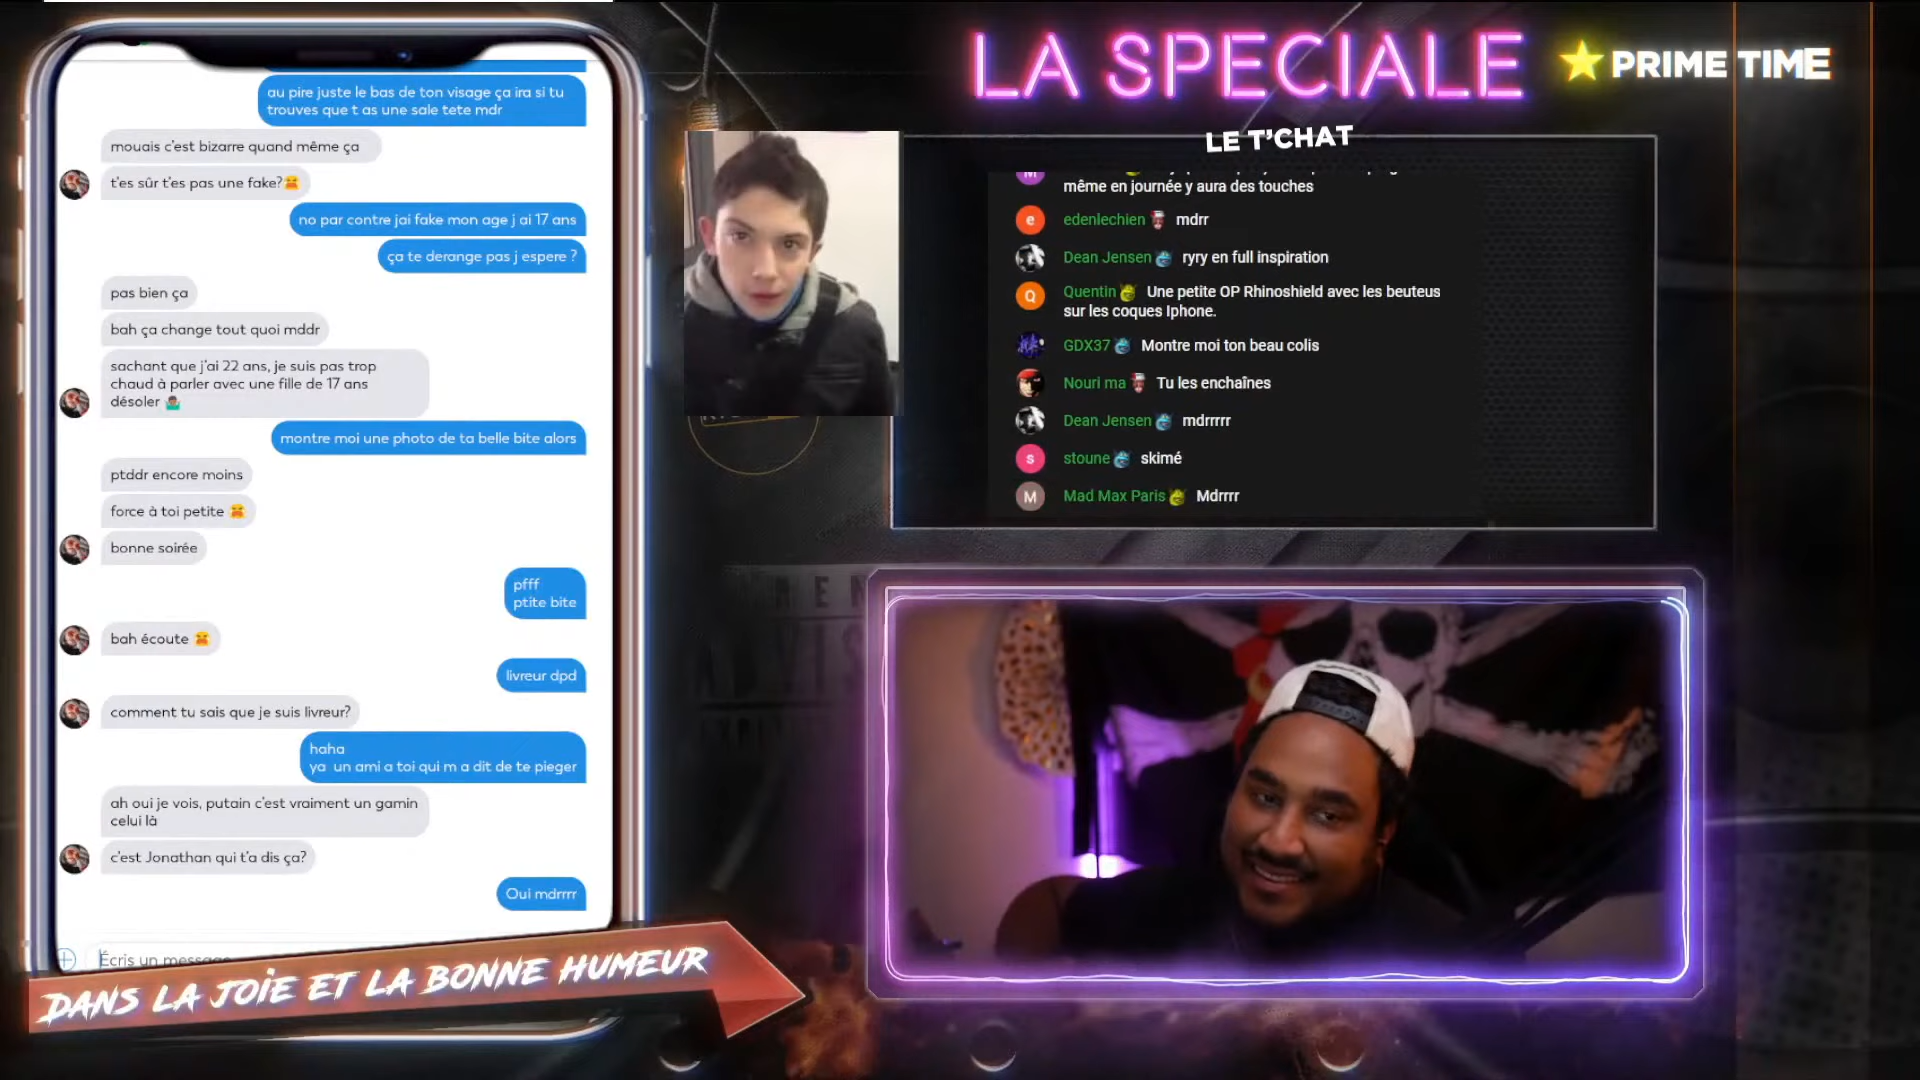 au pire juste le bas de ton visage ça ira si tu
trouves que t as une sale tete mdr
mouais c'est bizarre quand même ça
t'es sûr t'es pas une fake?
no par contre jai fake mon age j ai 17 ans
ça te derange pas j espere ?
pas bien ça
bah ça change tout quoi mddr
sachant que j'ai 22 ans, je suis pas trop
chaud à parler avec une fille de 17 ans
désoler
montre moi une photo de ta belle bite alors
ptddr encore moins
force à toi petite
bonne soirée
pfff
ptite bite
bah écoute
livreur dpd
comment tu sais que je suis livreur?
haha
ya un ami a toi qui m a dit de te pieger
ah oui je vois, putain c'est vraiment un gamin
celui là
c'est Jonathan qui t'a dis ça?
Oui mdrrrr
Écris un message
DANS LA JOIE ET LA BONNE HUMEUR
LA SPECIALE
PRIME TIME
LE T'CHAT
même en journée y aura des touches
edenlechien mdrr
Dean Jensen ryry en full inspiration
Quentin Une petite OP Rhinoshield avec les beuteus
sur les coques Iphone.
GDX37 Montre moi ton beau colis
Nouri ma Tu les enchaînes
Dean Jensen mdrrrrr
stoune skimé
Mad Max Paris Mdrrrr